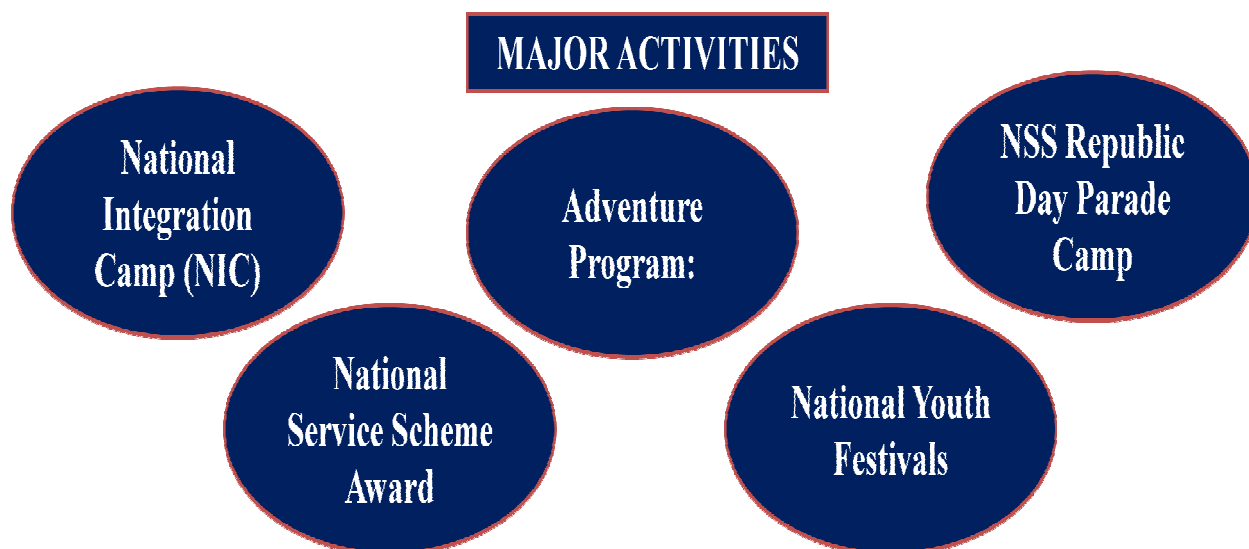 MAJOR ACTIVITIES
National
Integration
Camp (NIC)
Adventure
Program:
NSS Republic
Day Parade
Camp
National
Service Scheme
Award
National Youth
Festivals